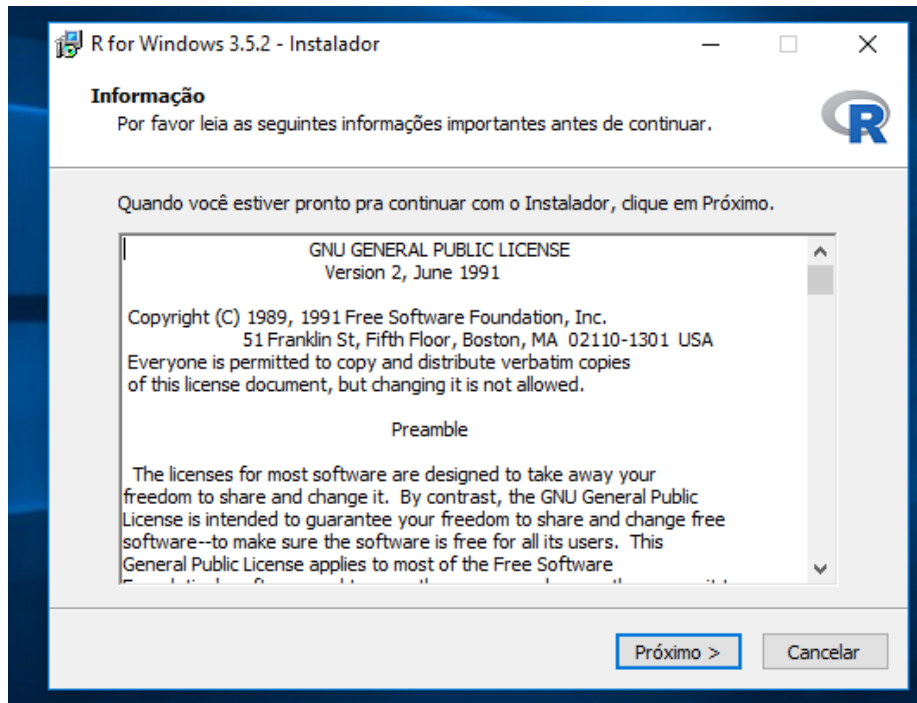 R for Windows 3.5.2 - Instalador
Informação
Por favor leia as seguintes informações importantes antes de continuar.
R
Quando você estiver pronto pra continuar com o Instalador, clique em Próximo.
GNU GENERAL PUBLIC LICENSE
Version 2, June 1991
Copyright (C) 1989, 1991 Free Software Foundation, Inc.
51 Franklin St, Fifth Floor, Boston, MA 02110-1301 USA
Everyone is permitted to copy and distribute verbatim copies
of this license document, but changing it is not allowed.
Preamble
The licenses for most software are designed to take away your
freedom to share and change it. By contrast, the GNU General Public
License is intended to guarantee your freedom to share and change free
software--to make sure the software is free for all its users. This
General Public License applies to most of the Free Software
Próximo >
Cancelar